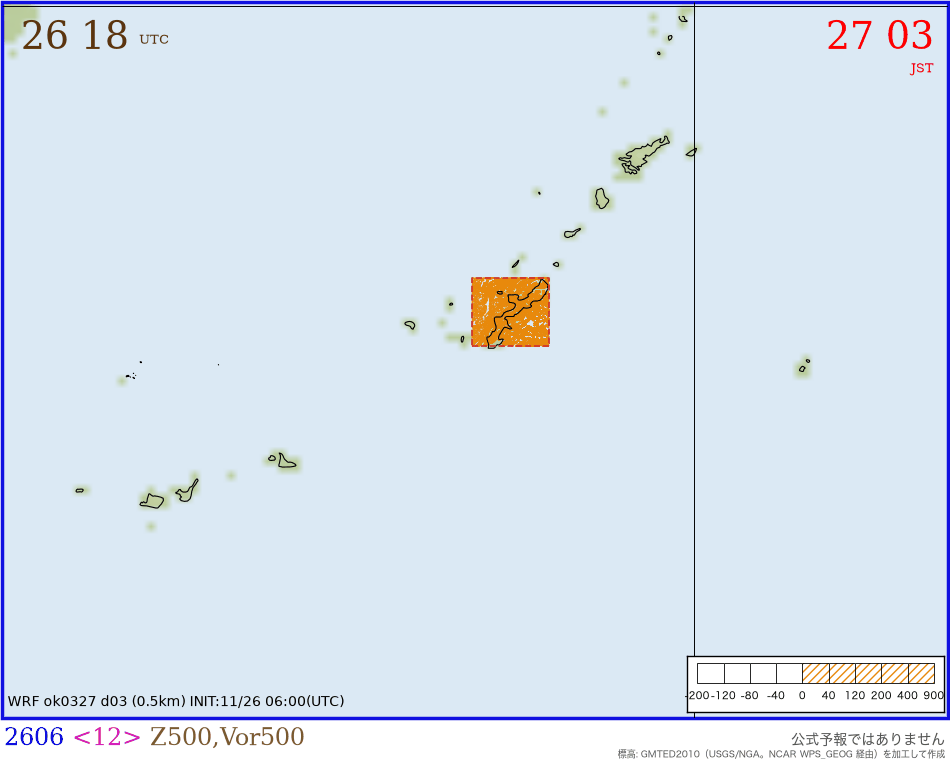 26 18 UTC
27 03
JST
WRF ok0327 d03 (0.5km) INIT:11/26 06:00(UTC)
-200 -120 -80 -40 0 40 120 200 400 900
2606 <12> Z500,Vor500
公式予報ではありません
標高: GMTED2010（USGS/NGA。NCAR WPS_GEOG 経由）を加工して作成